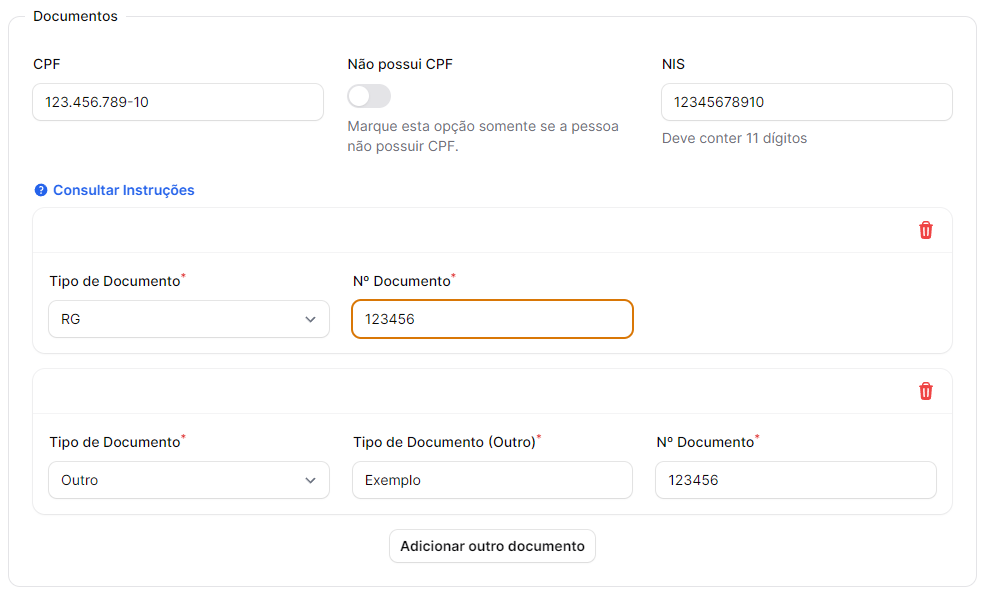 Documentos
CPF
Não possui CPF
NIS
123.456.789-10
12345678910
Marque esta opção somente se a pessoa
não possuir CPF.
Deve conter 11 dígitos
? Consultar Instruções
Tipo de Documento*
Nº Documento*
RG
123456
Tipo de Documento*
Tipo de Documento (Outro)*
Nº Documento*
Outro
Exemplo
123456
Adicionar outro documento